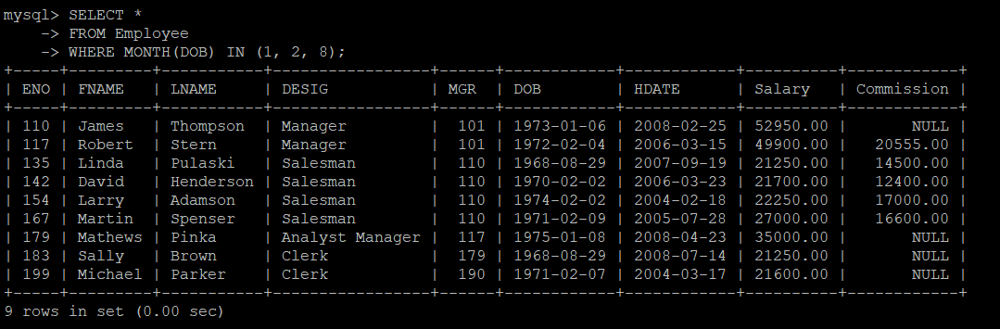 mysql> SELECT *
    -> FROM Employee
    -> WHERE MONTH(DOB) IN (1, 2, 8);
+-----+---------+-----------+-----------------+------+------------+------------+----------+------------+
| ENO | FNAME   | LNAME     | DESIG           | MGR  | DOB        | HDATE      | Salary   | Commission |
+-----+---------+-----------+-----------------+------+------------+------------+----------+------------+
| 110 | James   | Thompson  | Manager         |  101 | 1973-01-06 | 2008-02-25 | 52950.00 |       NULL |
| 117 | Robert  | Stern     | Manager         |  101 | 1972-02-04 | 2006-03-15 | 49900.00 |   20555.00 |
| 135 | Linda   | Pulaski   | Salesman        |  110 | 1968-08-29 | 2007-09-19 | 21250.00 |   14500.00 |
| 142 | David   | Henderson | Salesman        |  110 | 1970-02-02 | 2006-03-23 | 21700.00 |   12400.00 |
| 154 | Larry   | Adamson   | Salesman        |  110 | 1974-02-02 | 2004-02-18 | 22250.00 |   17000.00 |
| 167 | Martin  | Spenser   | Salesman        |  110 | 1971-02-09 | 2005-07-28 | 27000.00 |   16600.00 |
| 179 | Mathews | Pinka     | Analyst Manager |  117 | 1975-01-08 | 2008-04-23 | 35000.00 |       NULL |
| 183 | Sally   | Brown     | Clerk           |  179 | 1968-08-29 | 2008-07-14 | 21250.00 |       NULL |
| 199 | Michael | Parker    | Clerk           |  190 | 1971-02-07 | 2004-03-17 | 21600.00 |       NULL |
+-----+---------+-----------+-----------------+------+------------+------------+----------+------------+
9 rows in set (0.00 sec)